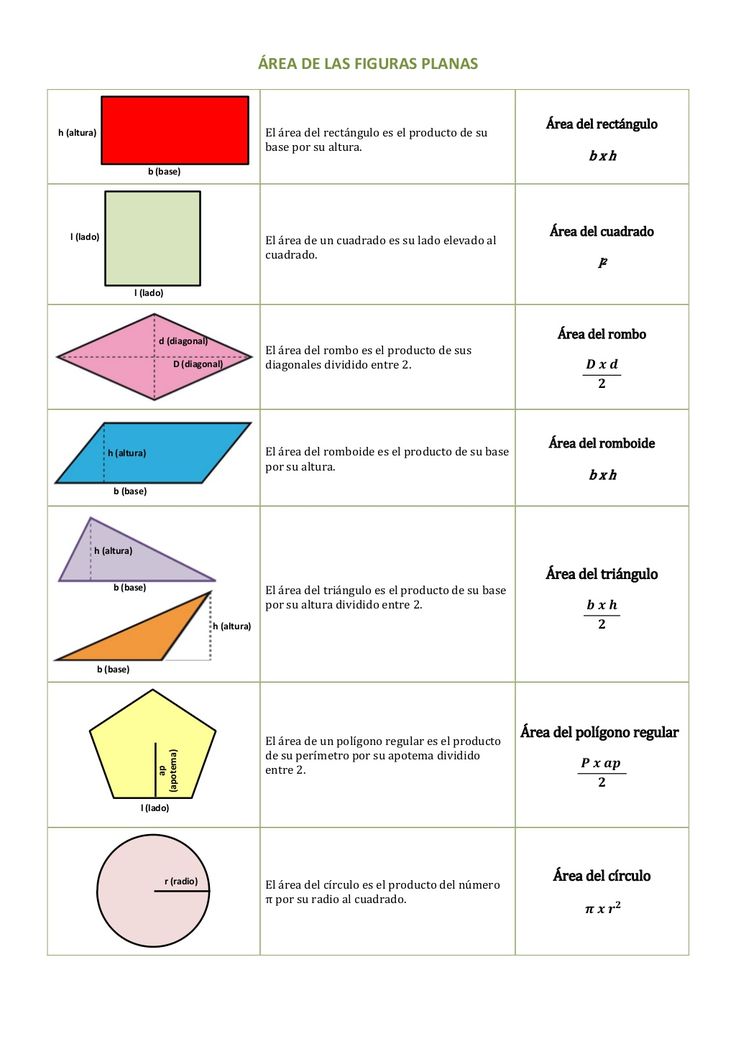 ÁREA DE LAS FIGURAS PLANAS
h (altura)
b (base)
El área del rectángulo es el producto de su
base por su altura.
Área del rectángulo
b x h
l (lado)
l (lado)
El área de un cuadrado es su lado elevado al
cuadrado.
Área del cuadrado
l²
d (diagonal)
D (diagonal)
El área del rombo es el producto de sus
diagonales dividido entre 2.
Área del rombo
D x d
2
h (altura)
b (base)
El área del romboide es el producto de su base
por su altura.
Área del romboide
b x h
h (altura)
b (base)
h (altura)
b (base)
El área del triángulo es el producto de su base
por su altura dividido entre 2.
Área del triángulo
b x h
2
ap
(apotema)
l (lado)
El área de un polígono regular es el producto
de su perímetro por su apotema dividido
entre 2.
Área del polígono regular
P x ap
2
r (radio)
El área del círculo es el producto del número
π por su radio al cuadrado.
Área del círculo
π x r²